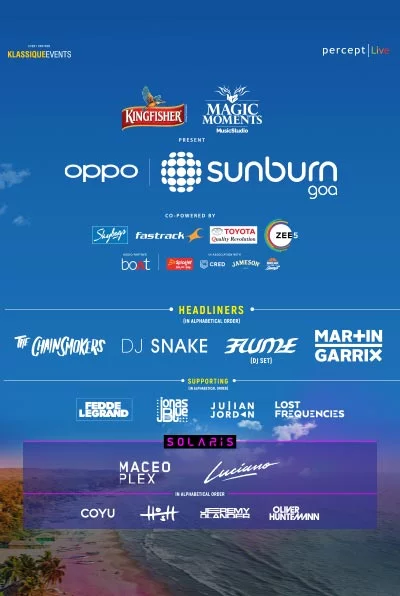 KLASSIQUEEVENTS
percept Live
KINGFISHER
MAGIC
MOMENTS
MusicStudio
PRESENT
oppo
sunburn
goa
CO-POWERED BY
Skybags fastrack TOYOTA
Quality Revolution
ZEE5
boAt SpiceJet CRED JAMESON
HEADLINERS
(IN ALPHABETICAL ORDER)
THE CHAINSMOKERS DJ SNAKE FLUME
(DJ SET)
MARTIN
GARRIX
SUPPORTING
(IN ALPHABETICAL ORDER)
FEDDE
LEGRAND
jonas
Blue
JULIAN
JORDAN
LOST
FREQUENCIES
SOLARIS
MACEO
PLEX
Luciano
IN ALPHABETICAL ORDER
COYU HOSH JEREMY
OLANDER
OLIVER
HUNTEMANN